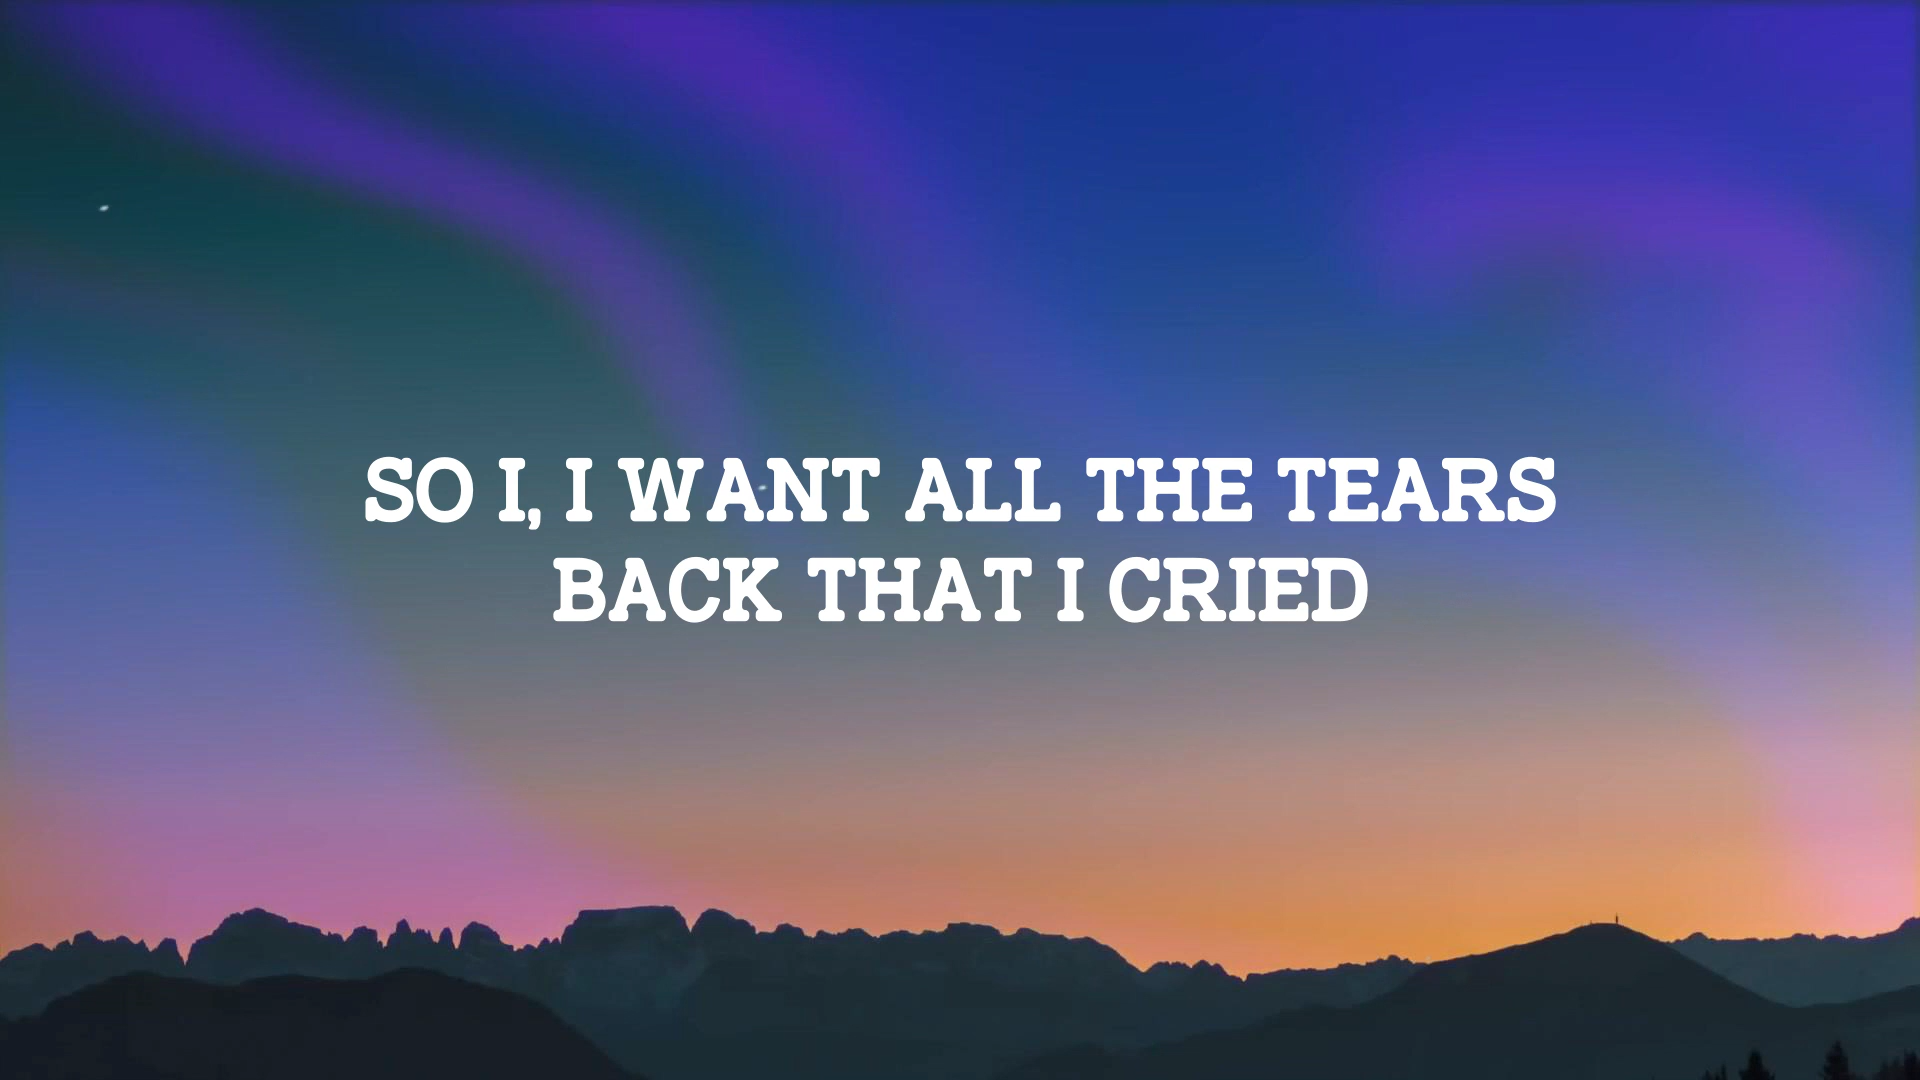 SO I, I WANT ALL THE TEARS
BACK THAT I CRIED